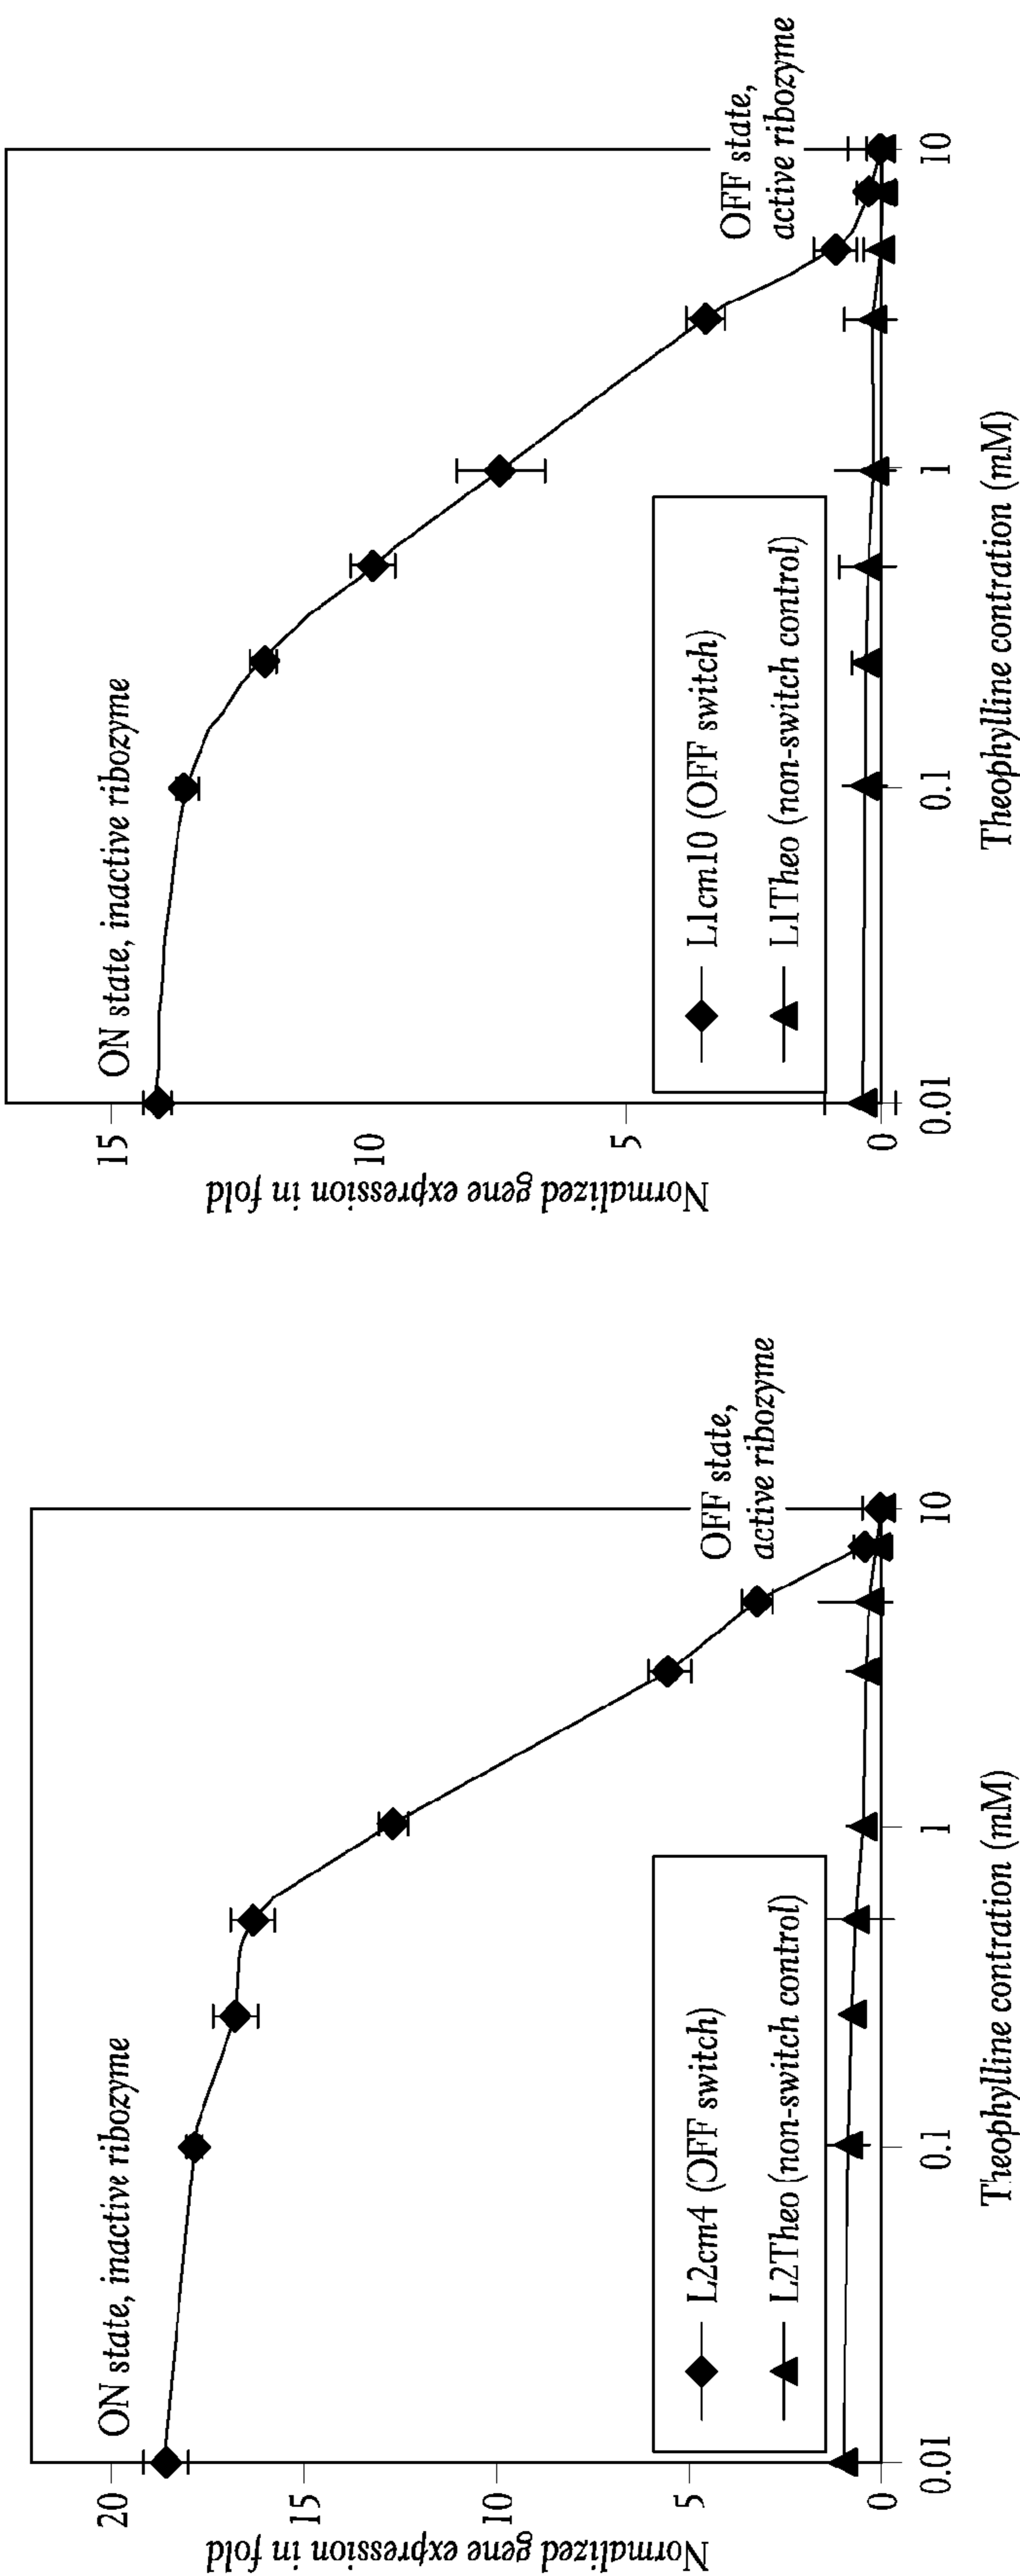 Normalized gene expression in fold
20
15
10
5
0
ON state, inactive ribozyme
OFF state,
active ribozyme
L2cm4 (OFF switch)
L2Theo (non-switch control)
0.01
0.1
1
10
Theophylline contration (mM)
Normalized gene expression in fold
15
10
5
0
ON state, inactive ribozyme
OFF state,
active ribozyme
L1cm10 (OFF switch)
L1Theo (non-switch control)
0.01
0.1
1
10
Theophylline contration (mM)